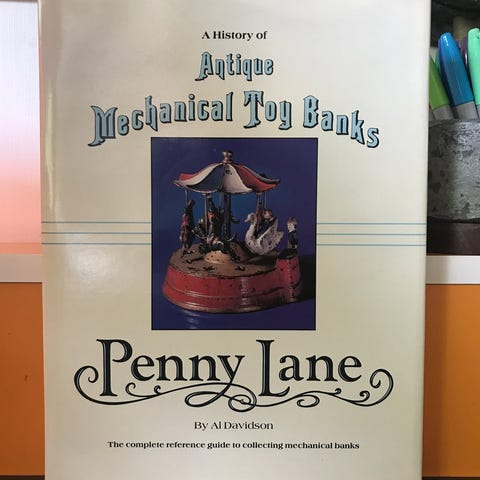 A History of
Antique
Mechanical Toy Banks
Penny Lane
By Al Davidson
The complete reference guide to collecting mechanical banks